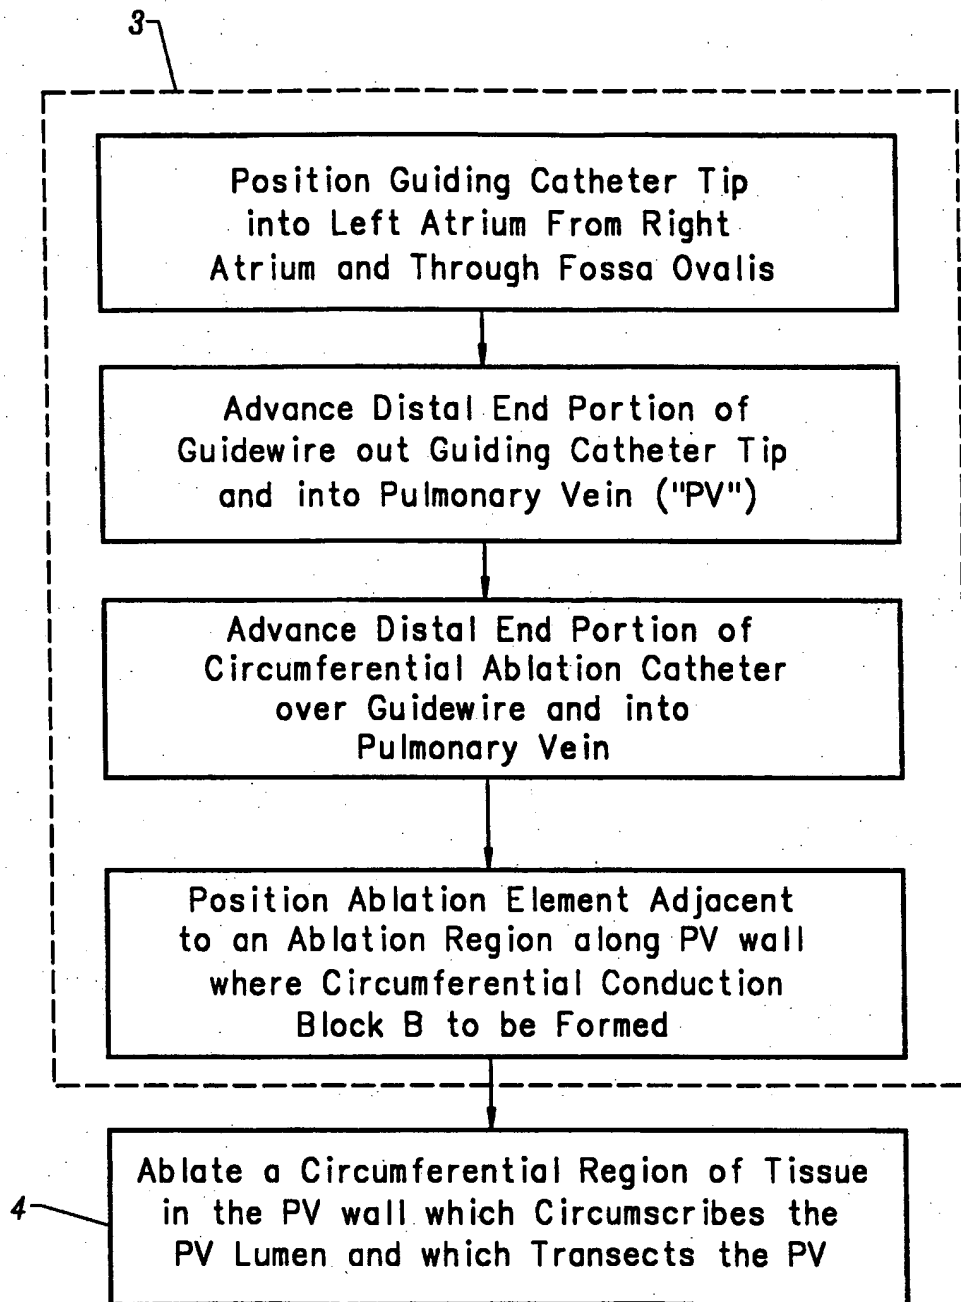 3
Position Guiding Catheter Tip
into Left Atrium From Right
Atrium and Through Fossa Ovalis
Advance Distal End Portion of
Guidewire out Guiding Catheter Tip
and into Pulmonary Vein ("PV")
Advance Distal End Portion of
Circumferential Ablation Catheter
over Guidewire and into
Pulmonary Vein
Position Ablation Element Adjacent
to an Ablation Region along PV wall
where Circumferential Conduction
Block B to be Formed
4
Ablate a Circumferential Region of Tissue
in the PV wall which Circumscribes the
PV Lumen and which Transects the PV